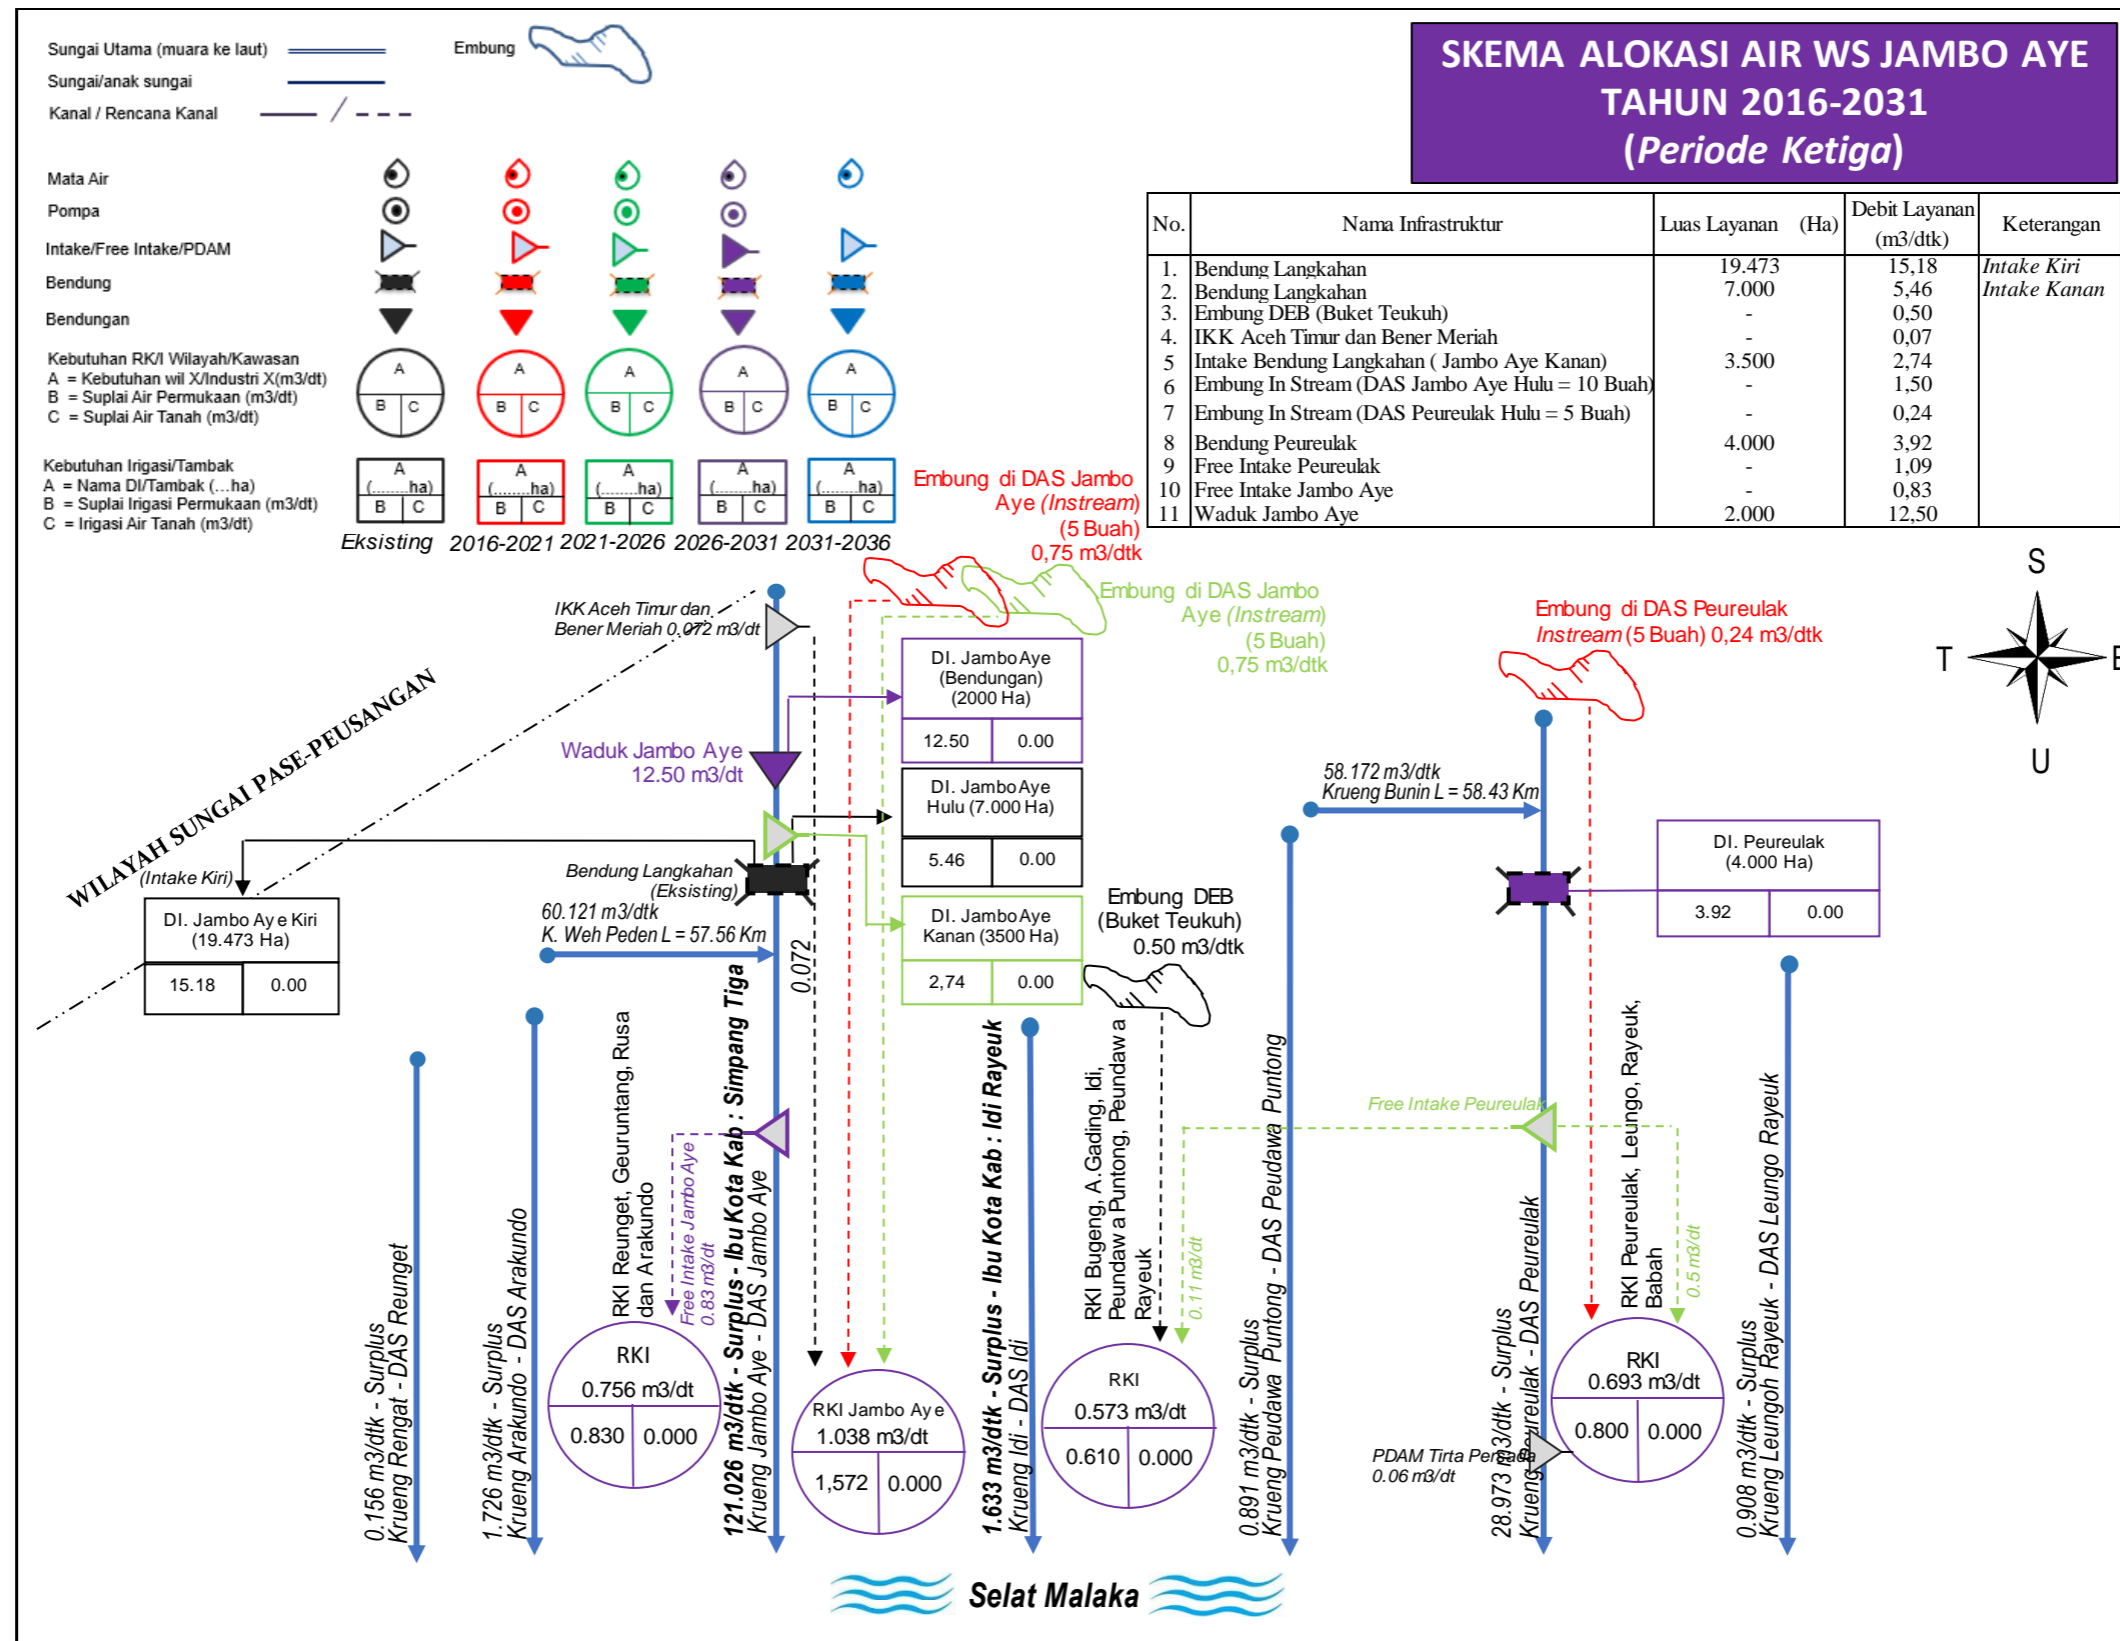 SKEMA ALOKASI AIR WS JAMBO AYE
TAHUN 2016-2031
(Periode Ketiga)
Sungai Utama (muara ke laut)
Sungai/anak sungai
Kanal / Rencana Kanal
/
Embung
Mata Air
Pompa
Intake/Free Intake/PDAM
Bendung
Bendungan
Kebutuhan RK/I Wilayah/Kawasan
A = Kebutuhan wil X/Industri X(m3/dt)
B = Suplai Air Permukaan (m3/dt)
C = Suplai Air Tanah (m3/dt)
A A A A A
B C B C B C B C B C
Kebutuhan Irigasi/Tambak
A = Nama DI/Tambak (...ha)
B = Suplai Irigasi Permukaan (m3/dt)
C = Irigasi Air Tanah (m3/dt)
A A A A A
(........ha) (........ha) (........ha) (........ha) (........ha)
B C B C B C B C B C
Eksisting 2016-2021 2021-2026 2026-2031 2031-2036
No. Nama Infrastruktur Luas Layanan (Ha) Debit Layanan (m3/dtk) Keterangan
1. Bendung Langkahan 19.473 15,18 Intake Kiri
2. Bendung Langkahan 7.000 5,46 Intake Kanan
3. Embung DEB (Buket Teukuh) - 0,50
4. IKK Aceh Timur dan Bener Meriah - 0,07
5 Intake Bendung Langkahan ( Jambo Aye Kanan) 3.500 2,74
6 Embung In Stream (DAS Jambo Aye Hulu = 10 Buah) - 1,50
7 Embung In Stream (DAS Peureulak Hulu = 5 Buah) - 0,24
8 Bendung Peureulak 4.000 3,92
9 Free Intake Peureulak - 1,09
10 Free Intake Jambo Aye - 0,83
11 Waduk Jambo Aye 2.000 12,50
Embung di DAS Jambo
Aye (Instream)
(5 Buah)
0,75 m3/dtk
Embung di DAS Jambo
Aye (Instream)
(5 Buah)
0,75 m3/dtk
Embung di DAS Peureulak
Instream (5 Buah) 0,24 m3/dtk
S
T
E
U
IKK Aceh Timur dan
Bener Meriah 0.072 m3/dt
WILAYAH SUNGAI PASE-PEUSANGAN
DI. Jambo Aye
(Bendungan)
(2000 Ha)
12.50 0.00
Waduk Jambo Aye
12.50 m3/dt
DI. Jambo Aye
Hulu (7.000 Ha)
5.46 0.00
58.172 m3/dtk
Krueng Bunin L = 58.43 Km
DI. Peureulak
(4.000 Ha)
3.92 0.00
(Intake Kiri)
Bendung Langkahan
(Eksisting)
DI. Jambo Aye Kiri
(19.473 Ha)
15.18 0.00
60.121 m3/dtk
K. Weh Peden L = 57.56 Km
DI. Jambo Aye
Kanan (3500 Ha)
2,74 0.00
Embung DEB
(Buket Teukuh)
0.50 m3/dtk
0.072
0.156 m3/dtk - Surplus
Krueng Rengat - DAS Reunget
1.726 m3/dtk - Surplus
Krueng Arakundo - DAS Arakundo
RKI Reunget, Geuruntang, Rusa
dan Arakundo
Free Intake Jambo Aye
0.83 m3/dt
121.026 m3/dtk - Surplus - Ibu Kota Kab : Simpang Tiga
Krueng Jambo Aye - DAS Jambo Aye
1.633 m3/dtk - Surplus - Ibu Kota Kab : Idi Rayeuk
Krueng Idi - DAS Idi
RKI Bugeng, A.Gading, Idi,
Peundawa Puntong, Peundawa
Rayeuk
0.11 m3/dt
0.891 m3/dtk - Surplus
Krueng Peudawa Puntong - DAS Peudawa Puntong
Free Intake Peureulak
28.973 m3/dtk - Surplus
Krueng Peureulak - DAS Peureulak
RKI Peureulak, Leungo, Rayeuk,
Babah
0.5 m3/dt
0.908 m3/dtk - Surplus
Krueng Leungoh Rayeuk - DAS Leungo Rayeuk
RKI
0.756 m3/dt
0.830 0.000
RKI Jambo Aye
1.038 m3/dt
1,572 0.000
RKI
0.573 m3/dt
0.610 0.000
RKI
0.693 m3/dt
0.800 0.000
PDAM Tirta Persada
0.06 m3/dt
Selat Malaka